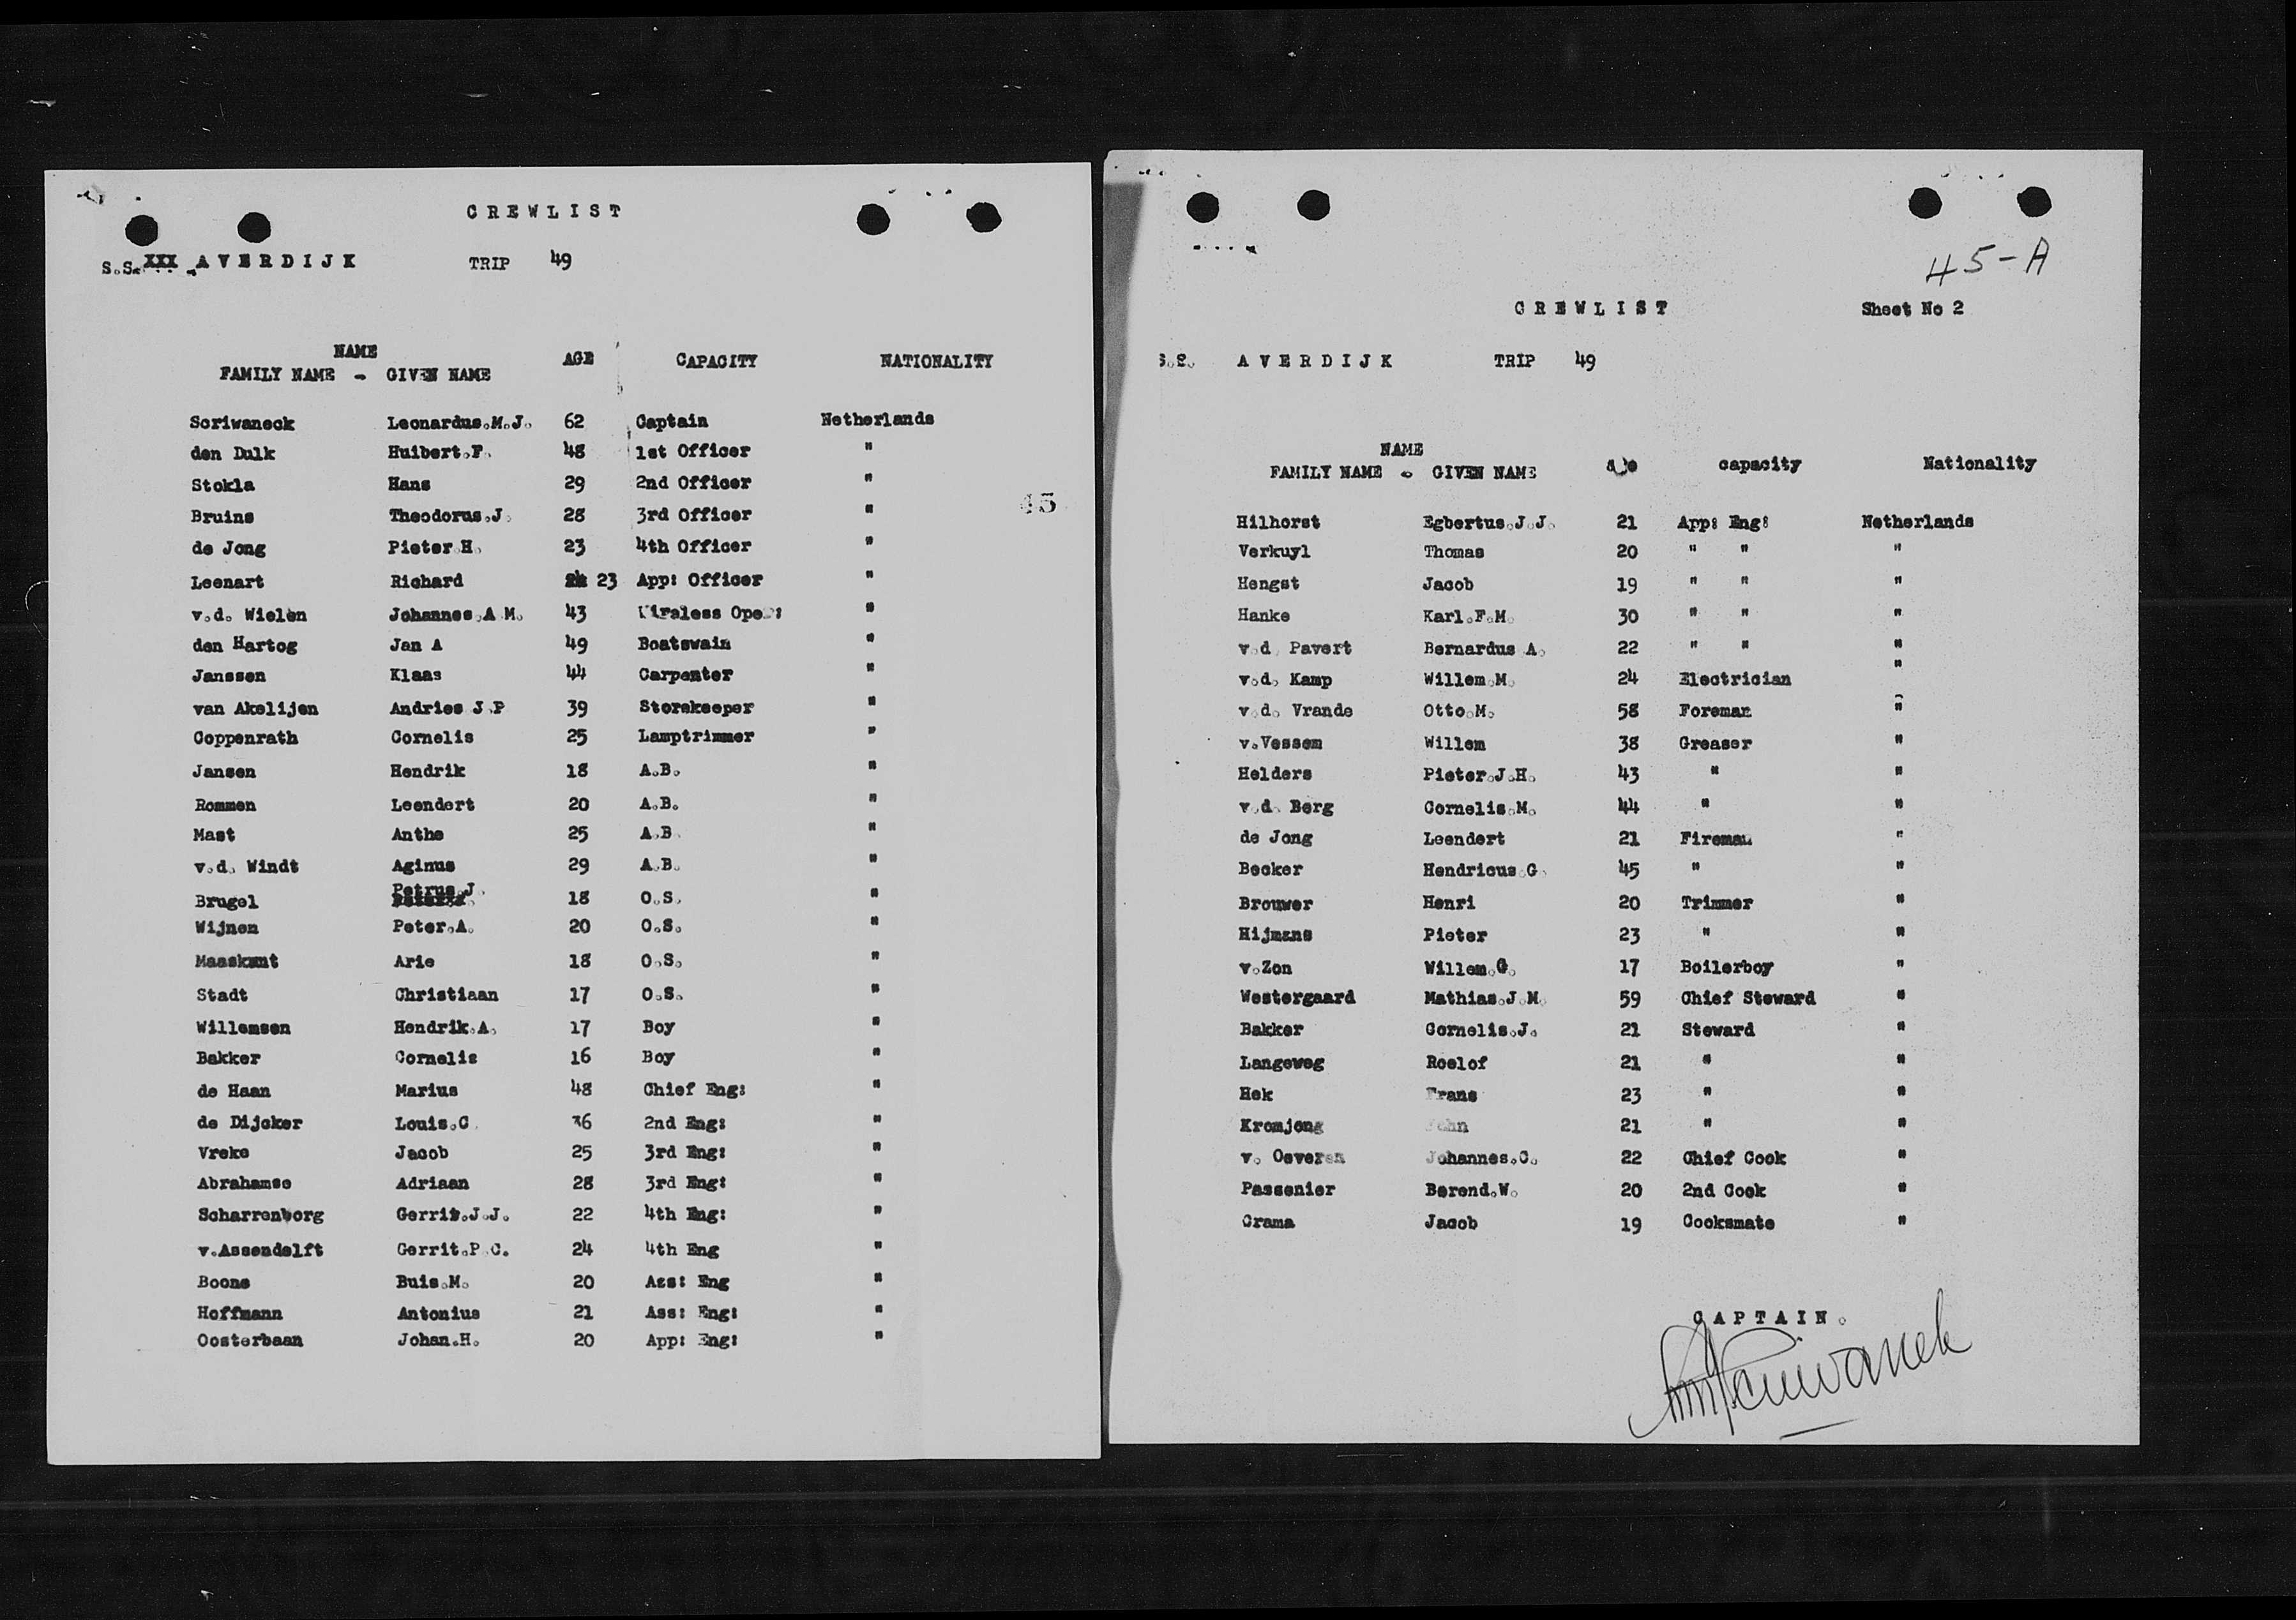 CREWLIST
S.S. XXX AVERDIJK TRIP 49
NAME
FAMILY NAME - GIVEN NAME AGE CAPACITY NATIONALITY
Scriwaneck Leonardus.M.J. 62 Captain Netherlands
den Dulk Huibert.F. 48 1st Officer "
Stokla Hans 29 2nd Officer "
45
Bruins Theodorus.J. 28 3rd Officer "
de Jong Pieter H. 23 4th Officer "
Leenart Richard 23 App: Officer "
v.d. Wielen Johannes.A M. 43 Wireless Oper: "
den Hartog Jan A 49 Boatswain "
Janssen Klaas 44 Carpenter "
van Akelijen Andries J.P 39 Storekeeper "
Coppenrath Cornelis 25 Lamptrimmer "
Jansen Hendrik 18 A.B. "
Rommen Leendert 20 A.B. "
Mast Anthe 25 A.B. "
v.d. Windt Aginus 29 A.B. "
Brugel Petrus.J. 18 O.S. "
Wijnen Peter.A. 20 O.S. "
Maaskant Arie 18 O.S. "
Stadt Christiaan 17 O.S. "
Willemsen Hendrik.A. 17 Boy "
Bakker Cornelis 16 Boy "
de Haan Marius 48 Chief Eng: "
de Dijcker Louis.C. 36 2nd Eng: "
Vreke Jacob 25 3rd Eng: "
Abrahamse Adriaan 28 3rd Eng: "
Scharrenborg Gerrit.J.J. 22 4th Eng: "
v.Assendelft Gerrit.P.C. 24 4th Eng "
Boone Buis.M. 20 Ass: Eng "
Hoffmann Antonius 21 Ass: Eng: "
Oosterbaan Johan.H. 20 App: Eng: "
45-A
CREWLIST Sheet No 2
S.S. AVERDIJK TRIP 49
NAME
FAMILY NAME - GIVEN NAME capacity Nationality
Hilhorst Egbertus.J.J. 21 App: Eng: Netherlands
Verkuyl Thomas 20 " " "
Hengst Jacob 19 " " "
Hanke Karl.F.M. 30 " " "
v.d. Pavert Bernardus A. 22 " " "
v.d. Kamp Willem.M. 24 Electrician "
v.d. Vrande Otto.M. 58 Foreman "
v.Vessem Willem 38 Greaser "
Helders Pieter.J.H. 43 " "
v.d. Berg Cornelis.M. 44 " "
de Jong Leendert 21 Fireman "
Becker Hendricus.G. 45 " "
Brouwer Henri 20 Trimmer "
Hijmans Pieter 23 " "
v.Zon Willem.G. 17 Boilerboy "
Westergaard Mathias.J.M. 59 Chief Steward "
Bakker Cornelis.J. 21 Steward "
Langeweg Roelof 21 " "
Hek Frans 23 " "
Kromjong John 21 " "
v. Oeveren Johannes.C. 22 Chief Cook "
Passenier Berend.W. 20 2nd Cook "
Crama Jacob 19 Cooksmate "
CAPTAIN.